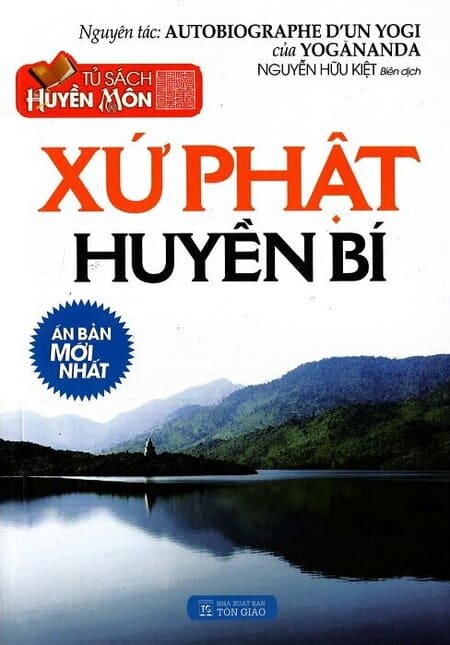 Nguyên tác: AUTOBIOGRAPHE D'UN YOGI
của YOGĀNANDA
NGUYỄN HỮU KIỆT Biên dịch
TỦ SÁCH
HUYỀN MÔN
XỨ PHẬT
HUYỀN BÍ
ẤN BẢN
MỚI
NHẤT
NHÀ XUẤT BẢN
TÔN GIÁO